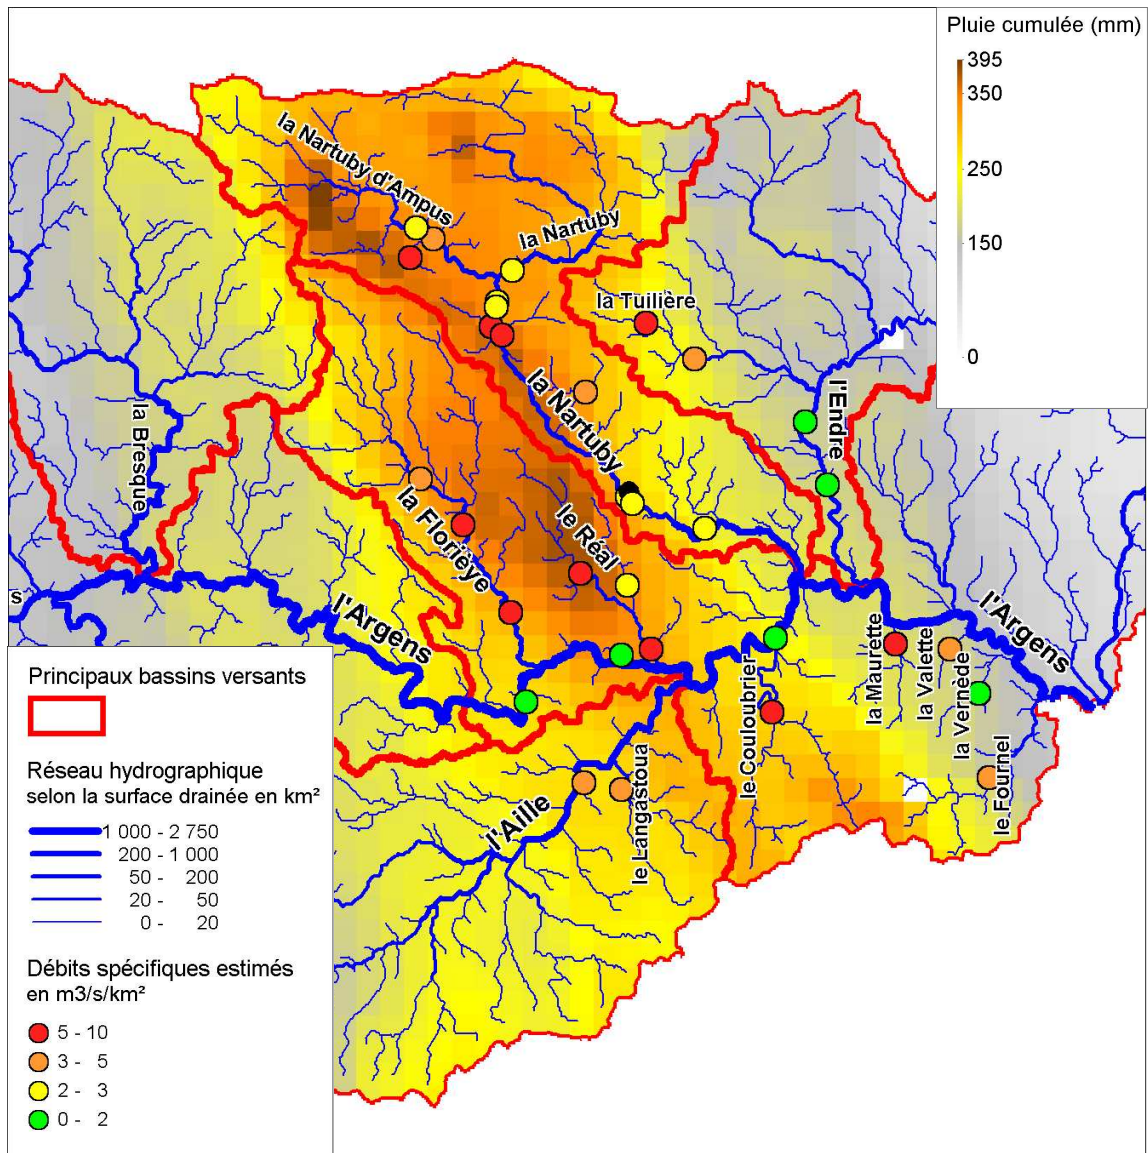 Pluie cumulée (mm)
395
350
250
150
0
la Nartuby d'Ampus
la Nartuby
la Tuilière
la Nartuby
l'Endre
la Bresque
la Florièye
le Réal
s
l'Argens
l'Argens
la Maurette
la Valette
la Vernède
le Couloubrier
le Fournel
le Langastoua
l'Aille
Principaux bassins versants
Réseau hydrographique
selon la surface drainée en km²
1 000 - 2 750
200 - 1 000
50 - 200
20 - 50
0 - 20
Débits spécifiques estimés
en m3/s/km²
5 - 10
3 - 5
2 - 3
0 - 2